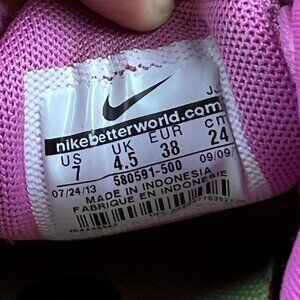 nikebetterworld.com
US UK EUR cm
7 4.5 38 24
07/24/13 580591-500 09/09/
MADE IN INDONESIA
FABRIQUE EN INDONESIE